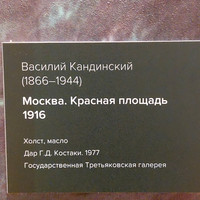 Василий Кандинский
(1866–1944)
Москва. Красная площадь
1916
Холст, масло
Дар Г.Д. Костаки. 1977
Государственная Третьяковская галерея